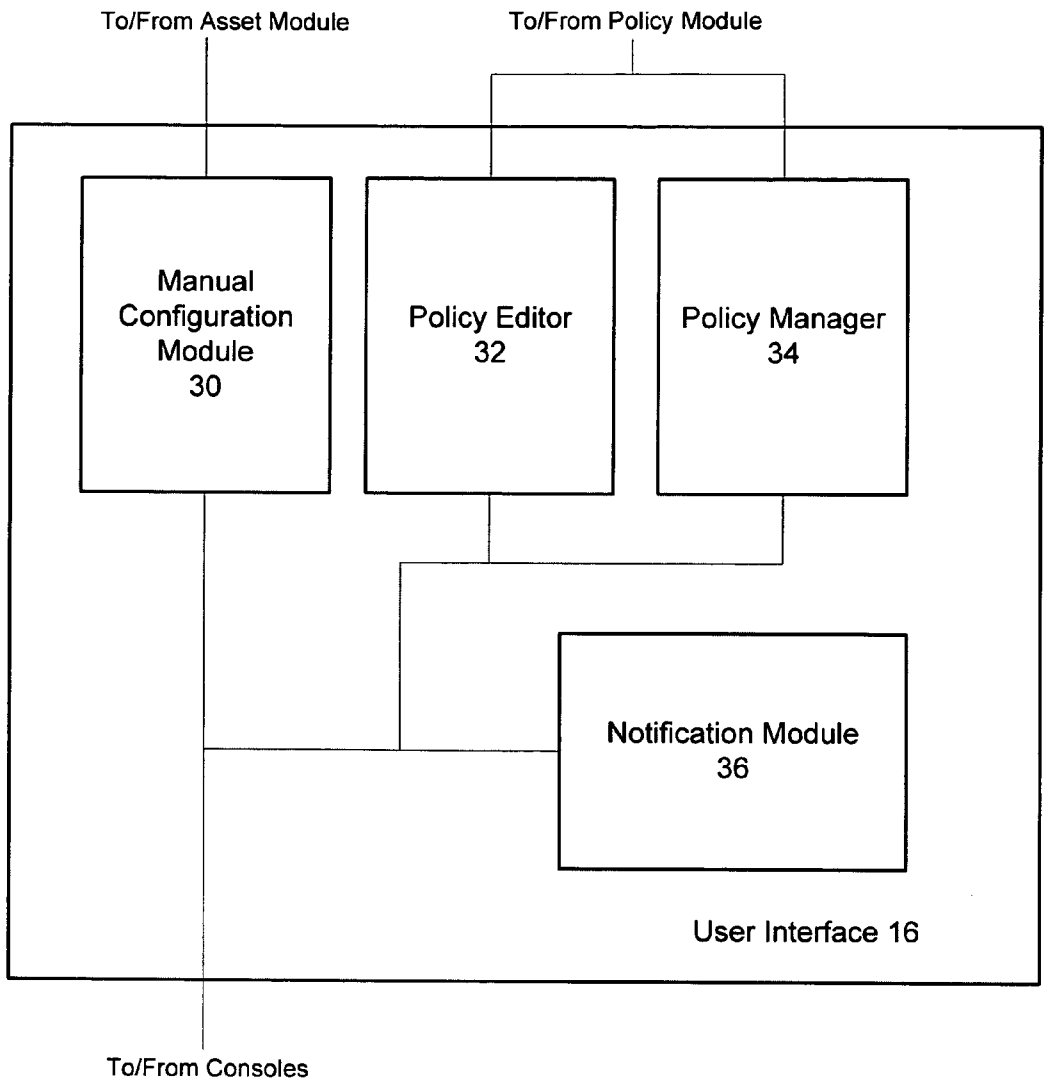 To/From Asset Module
To/From Policy Module
Manual
Configuration
Module
30
Policy Editor
32
Policy Manager
34
Notification Module
36
User Interface 16
To/From Consoles